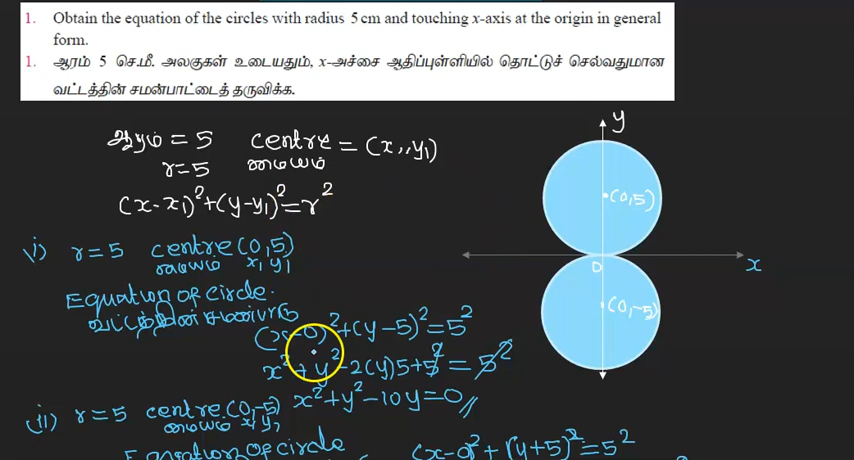 1. Obtain the equation of the circles with radius 5 cm and touching x-axis at the origin in general
form.
1. ஆரம் 5 செ.மீ. அலகுகள் உடையதும், x-அச்சை ஆதிப்புள்ளியில் தொட்டுச் செல்வதுமான
வட்டத்தின் சமன்பாட்டைத் தருவிக்க.
ஆரம் = 5 centre = (x₁, y₁)
r = 5 மையம்
(x-x₁)²+(y-y₁)²=r²
y
(0,5)
x
0
(0,-5)
i) r = 5 centre (0,5)
மையம் x₁ y₁
Equation of circle.
வட்டத்தின் சமன்பாடு
(x-0)²+(y-5)²=5²
x²+y²-2(y)5+5²=5²
x²+y²-10y=0//
ii) r=5 centre (0,-5)
மையம் x₁ y₁
Equation of circle
(x-0)²+(y+5)²=5²